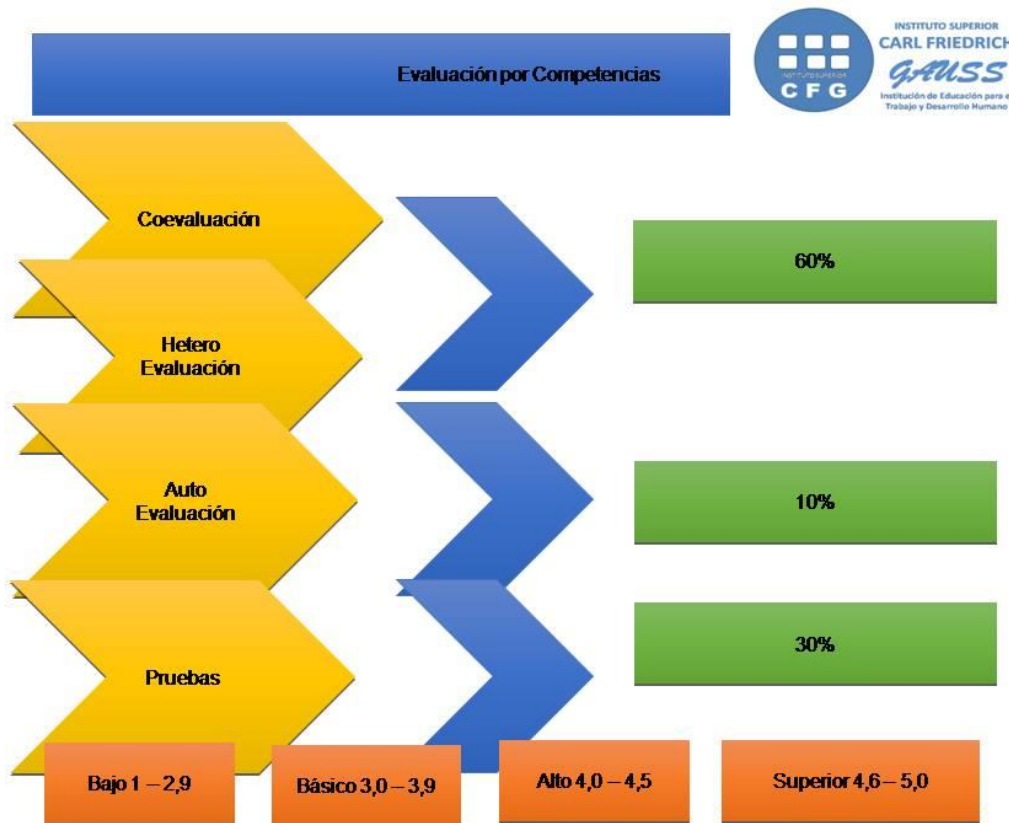 Evaluación por Competencias
INSTITUTO SUPERIOR
CARL FRIEDRICH
GAUSS
Institución de Educación para e
Trabajo y Desarrollo Humano
INSTITUTO SUPERIOR
CFG
Coevaluación
60%
Hetero
Evaluación
Auto
Evaluación
10%
Pruebas
30%
Bajo 1 – 2,9
Básico 3,0 – 3,9
Alto 4,0 – 4,5
Superior 4,6 – 5,0